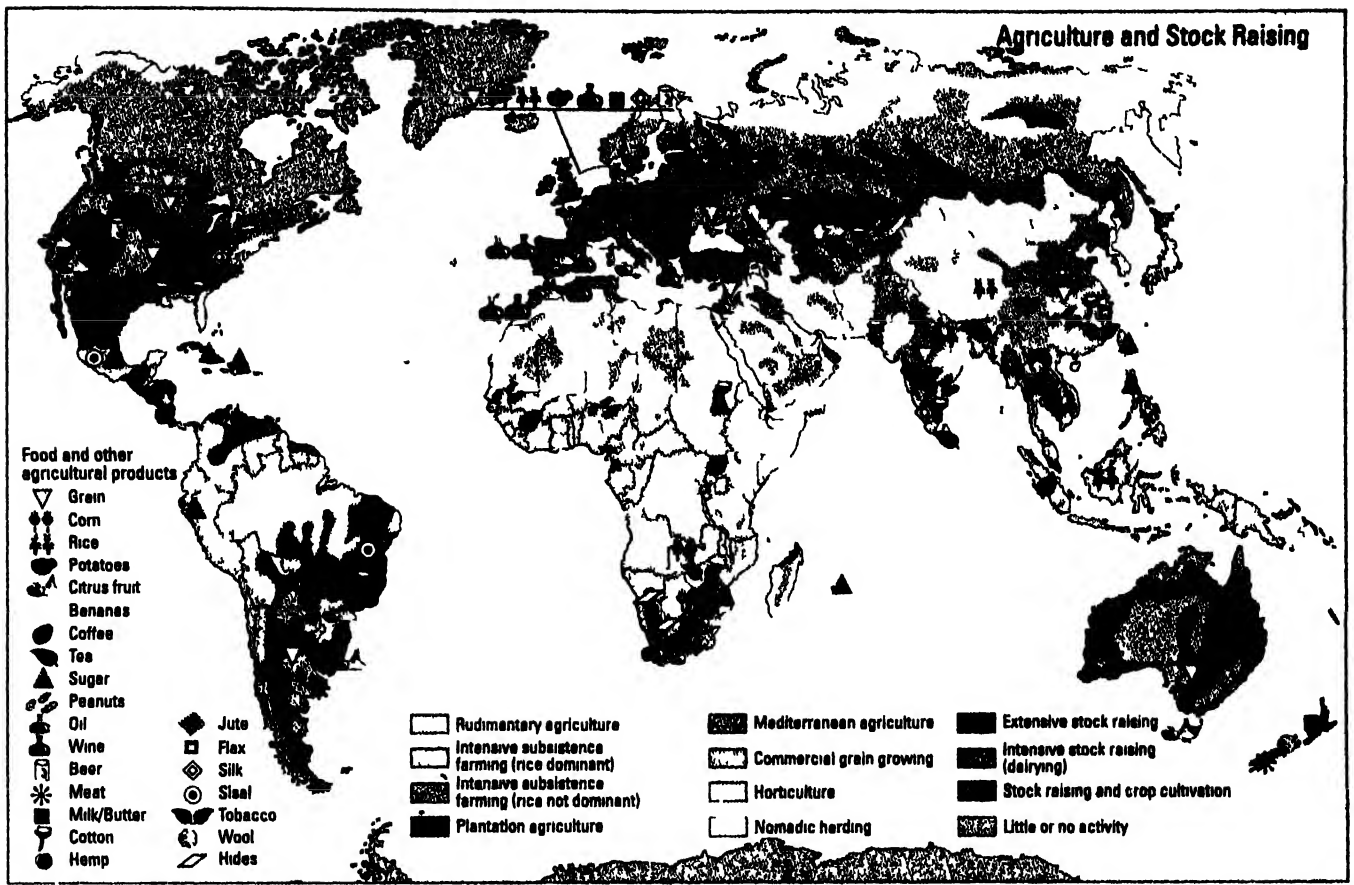 Agriculture and Stock Raising
Food and other
agricultural products
Grain
Corn
Rice
Potatoes
Citrus fruit
Bananas
Coffee
Tea
Sugar
Peanuts
Oil
Wine
Beer
Meat
Milk/Butter
Cotton
Hemp
Jute
Flax
Silk
Sisal
Tobacco
Wool
Hides
Rudimantary agriculture
Intensive subsistence
farming (rice dominant)
Intensive subsistence
farming (rice not dominant)
Plantation agriculture
Mediterranean agriculture
Commercial grain growing
Horticulture
Nomadic herding
Extensive stock raising
Intensive stock raising
(dairying)
Stock raising and crop cultivation
Little or no activity